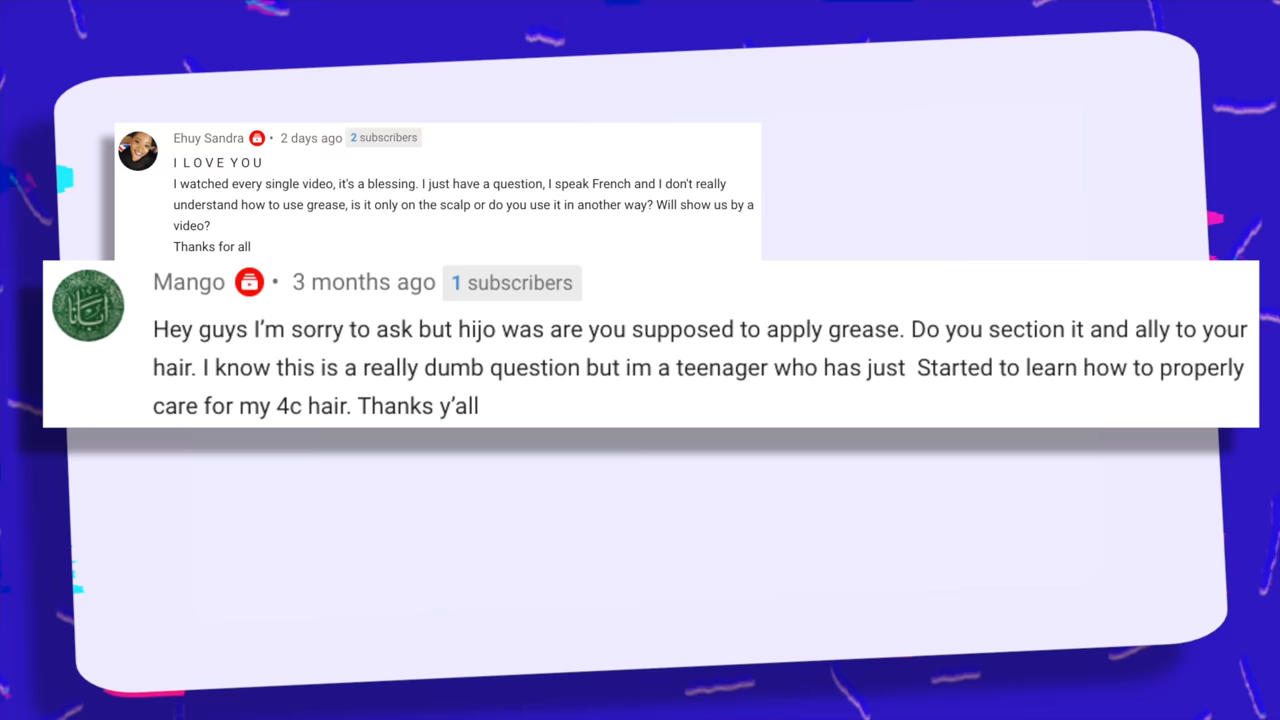 Ehuy Sandra • 2 days ago 2 subscribers
I L O V E Y O U
I watched every single video, it's a blessing. I just have a question, I speak French and I don't really
understand how to use grease, is it only on the scalp or do you use it in another way? Will show us by a
video?
Thanks for all
Mango • 3 months ago 1 subscribers
Hey guys I’m sorry to ask but hijo was are you supposed to apply grease. Do you section it and ally to your
hair. I know this is a really dumb question but im a teenager who has just Started to learn how to properly
care for my 4c hair. Thanks y’all